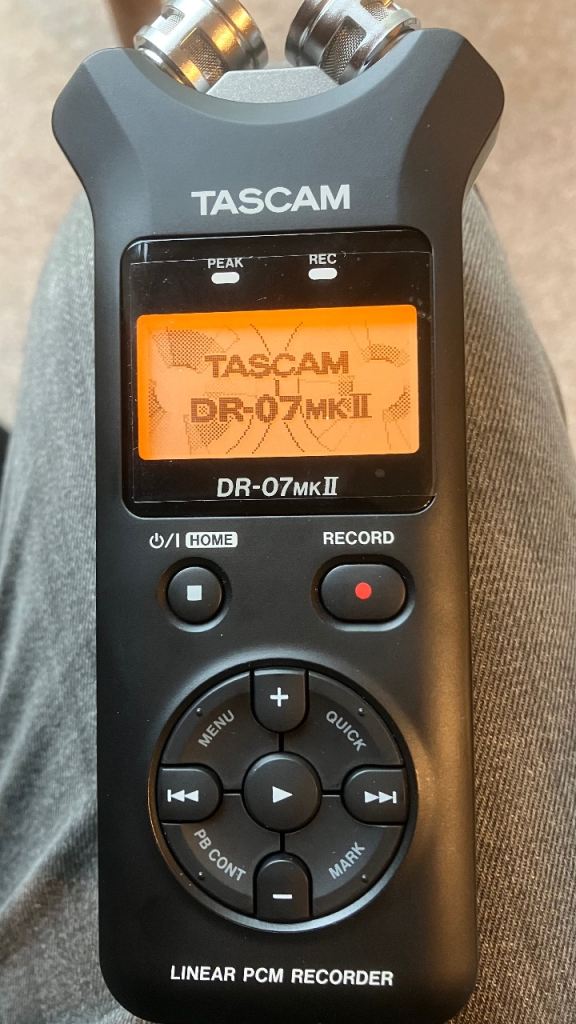 TASCAM
PEAK REC
TASCAM
DR-07MKII
DR-07MKII
⏻/I HOME RECORD
+
MENU QUICK
PB CONT MARK
−
LINEAR PCM RECORDER